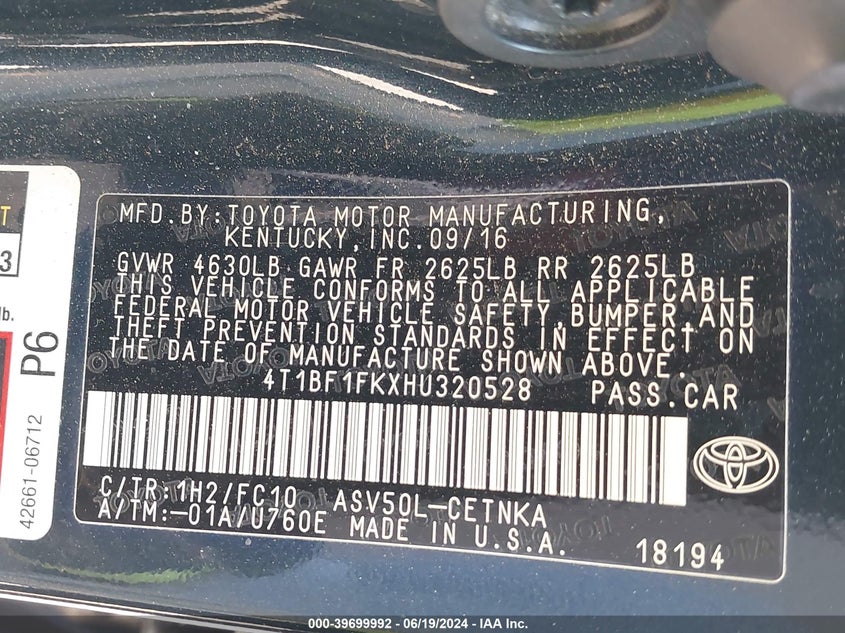 MFD.BY:TOYOTA MOTOR MANUFACTURING,
KENTUCKY,INC.09/16
GVWR 4630LB GAWR FR 2625LB RR 2625LB
THIS VEHICLE CONFORMS TO ALL APPLICABLE
FEDERAL MOTOR VEHICLE SAFETY,BUMPER,AND
THEFT PREVENTION STANDARDS IN EFFECT ON
THE DATE OF MANUFACTURE SHOWN ABOVE.
4T1BF1FKXHU320528 PASS.CAR
C/TR:1H2/FC10 ASV50L-CETNKA
A/TM:-01A/U760E MADE IN U.S.A.
18194
T
3
lb.
P6
42661-06712
TOYOTA
000-39699992 - 06/19/2024 - IAA Inc.